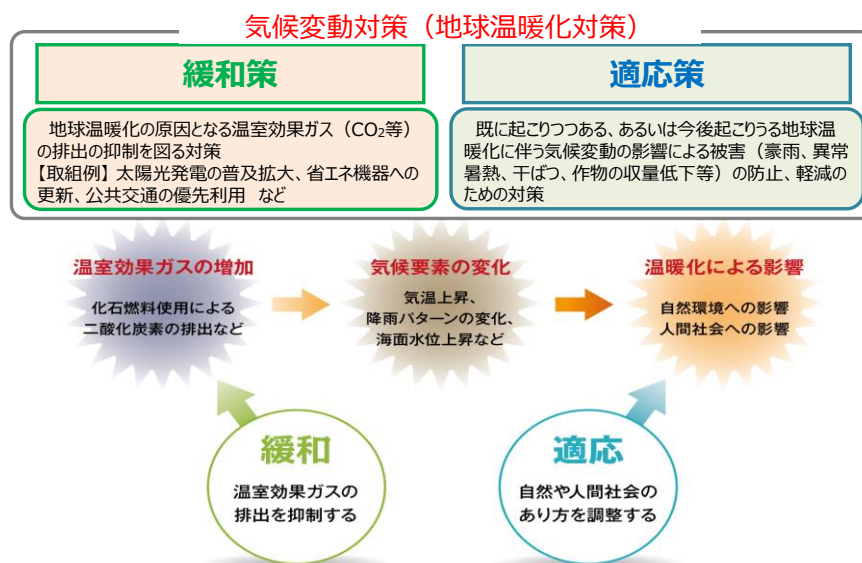 気候変動対策（地球温暖化対策）
緩和策
地球温暖化の原因となる温室効果ガス（CO₂等）
の排出の抑制を図る対策
【取組例】太陽光発電の普及拡大、省エネ機器への
更新、公共交通の優先利用 など
適応策
既に起こりつつある、あるいは今後起こりうる地球温
暖化に伴う気候変動の影響による被害（豪雨、異常
暑熱、干ばつ、作物の収量低下等）の防止、軽減の
ための対策
温室効果ガスの増加
化石燃料使用による
二酸化炭素の排出など
気候要素の変化
気温上昇、
降雨パターンの変化、
海面水位上昇など
温暖化による影響
自然環境への影響
人間社会への影響
緩和
温室効果ガスの
排出を抑制する
適応
自然や人間社会の
あり方を調整する